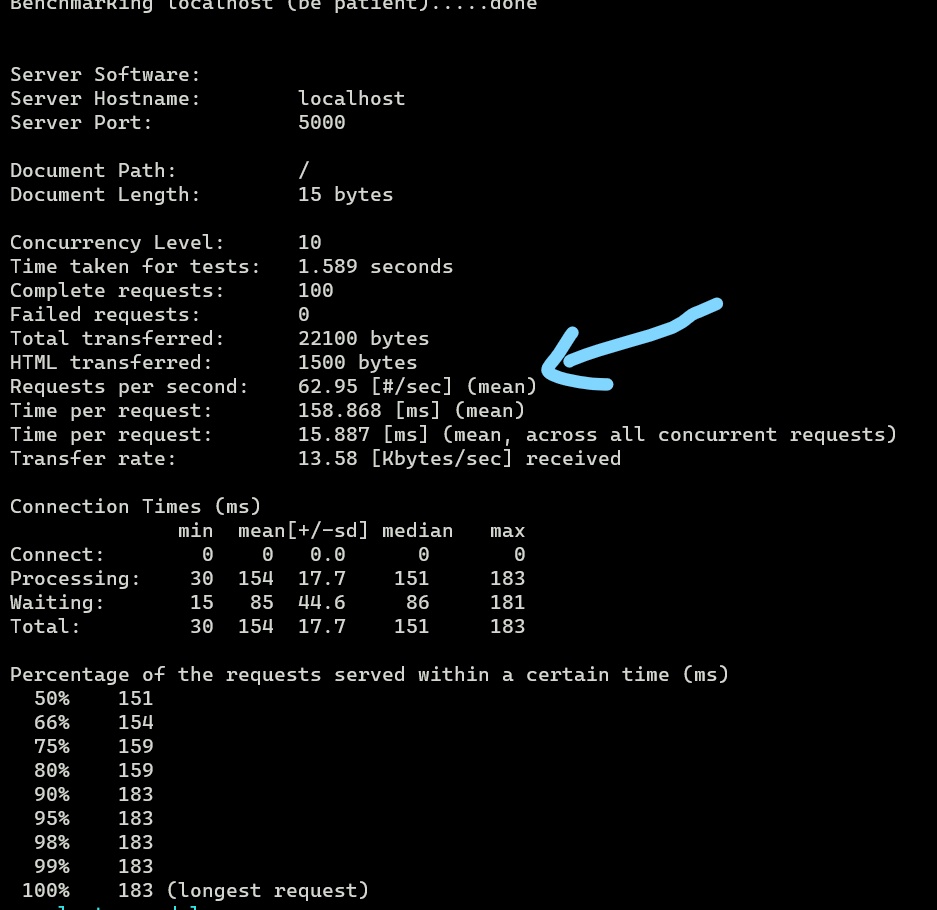 Benchmarking localhost (be patient).....done
Server Software:
Server Hostname:        localhost
Server Port:            5000
Document Path:          /
Document Length:        15 bytes
Concurrency Level:      10
Time taken for tests:   1.589 seconds
Complete requests:      100
Failed requests:        0
Total transferred:      22100 bytes
HTML transferred:       1500 bytes
Requests per second:    62.95 [#/sec] (mean)
Time per request:       158.868 [ms] (mean)
Time per request:       15.887 [ms] (mean, across all concurrent requests)
Transfer rate:          13.58 [Kbytes/sec] received
Connection Times (ms)
              min  mean[+/-sd] median   max
Connect:        0    0   0.0      0       0
Processing:    30  154  17.7    151     183
Waiting:       15   85  44.6     86     181
Total:         30  154  17.7    151     183
Percentage of the requests served within a certain time (ms)
  50%    151
  66%    154
  75%    159
  80%    159
  90%    183
  95%    183
  98%    183
  99%    183
 100%    183 (longest request)